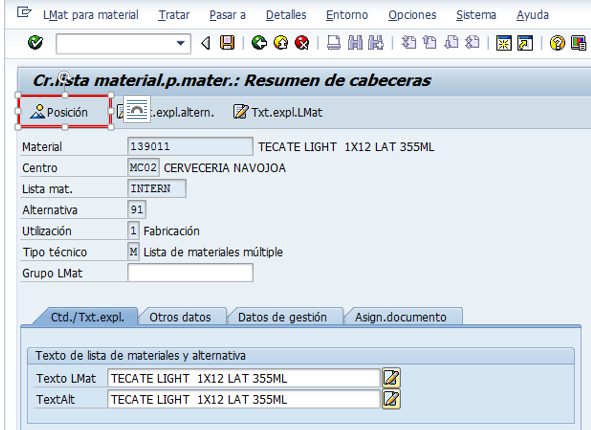 LMat para material Tratar Pasar a Detalles Entorno Opciones Sistema Ayuda
Cr.lista material.p.mater.: Resumen de cabeceras
Posición t.expl.altern. Txt.expl.LMat
Material 139011 TECATE LIGHT 1X12 LAT 355ML
Centro MC02 CERVECERIA NAVOJOA
Lista mat. INTERN
Alternativa 91
Utilización 1 Fabricación
Tipo técnico M Lista de materiales múltiple
Grupo LMat
Ctd./Txt.expl. Otros datos Datos de gestión Asign.documento
Texto de lista de materiales y alternativa
Texto LMat TECATE LIGHT 1X12 LAT 355ML
TextAlt TECATE LIGHT 1X12 LAT 355ML